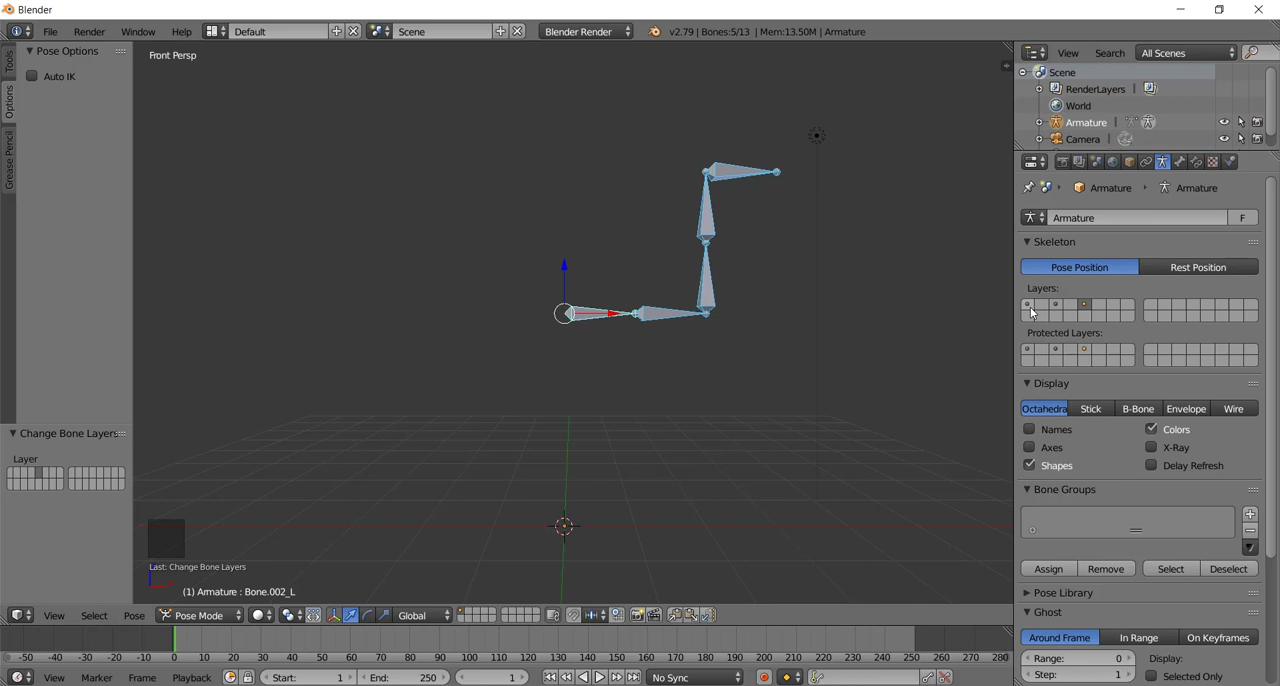 Blender
File Render Window Help Default Scene Blender Render v2.79 | Bones:5/13 | Mem:13.50M | Armature
View Search All Scenes
Pose Options
Auto IK
Tools
Options
Grease Pencil
Front Persp
Scene
RenderLayers
World
Armature
Camera
Armature Armature
Armature F
Skeleton
Pose Position Rest Position
Layers:
Protected Layers:
Display
Octahedra Stick B-Bone Envelope Wire
Names Colors
Axes X-Ray
Shapes Delay Refresh
Bone Groups
Assign Remove Select Deselect
Pose Library
Ghost
Around Frame In Range On Keyframes
Range: 0 Display:
Step: 1 Selected Only
Change Bone Layers
Layer
Last: Change Bone Layers
(1) Armature : Bone.002_L
View Select Pose Pose Mode Global
-50 -40 -30 -20 -10 0 10 20 30 40 50 60 70 80 90 100 110 120 130 140 150 160 170 180 190 200 210 220 230 240 250 260 270 280
View Marker Frame Playback Start: 1 End: 250 1 No Sync